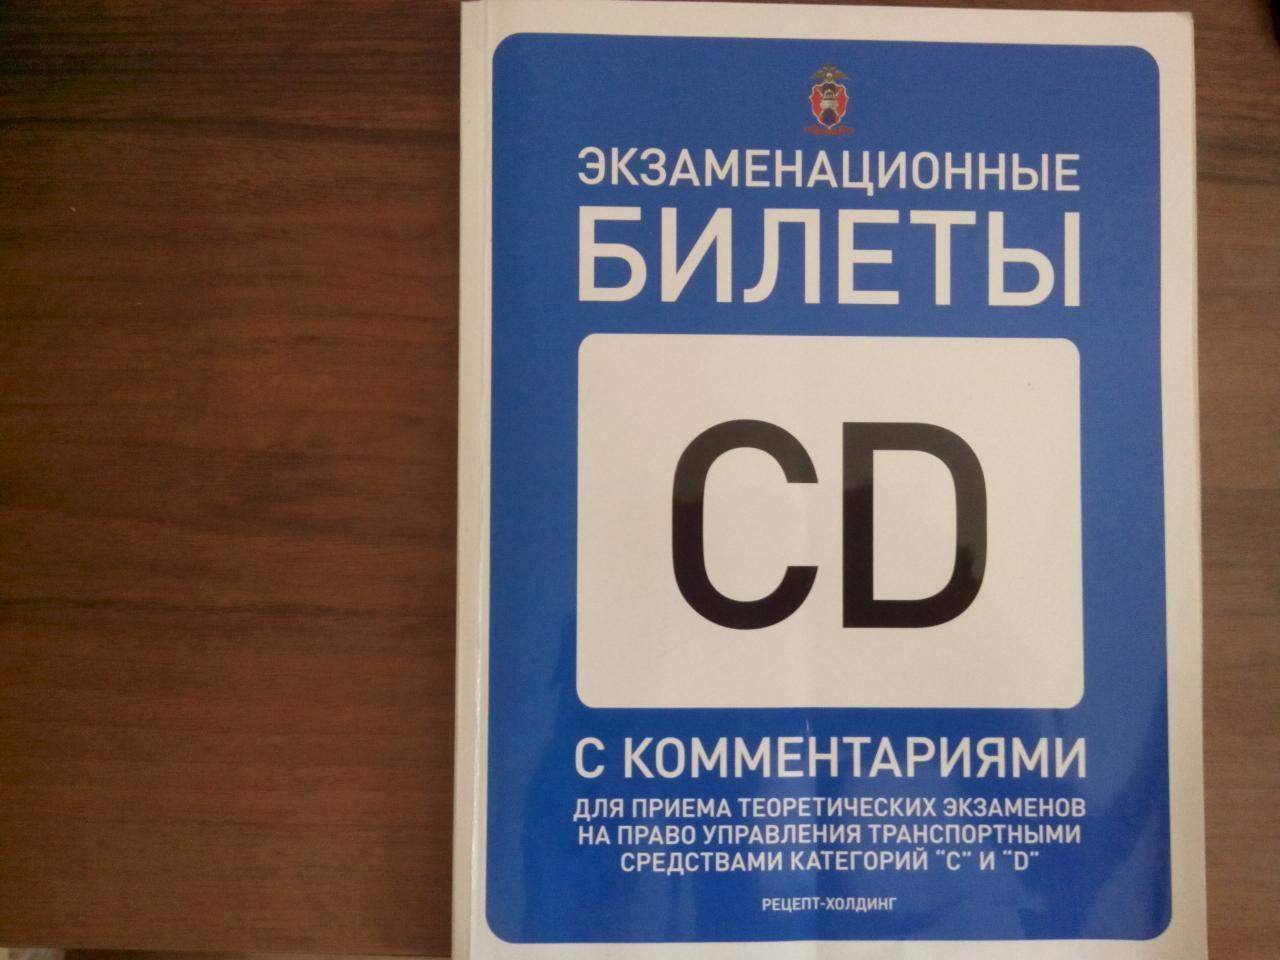 ЭКЗАМЕНАЦИОННЫЕ
БИЛЕТЫ
CD
С КОММЕНТАРИЯМИ
ДЛЯ ПРИЕМА ТЕОРЕТИЧЕСКИХ ЭКЗАМЕНОВ
НА ПРАВО УПРАВЛЕНИЯ ТРАНСПОРТНЫМИ
СРЕДСТВАМИ КАТЕГОРИЙ "C" И "D"
РЕЦЕПТ-ХОЛДИНГ